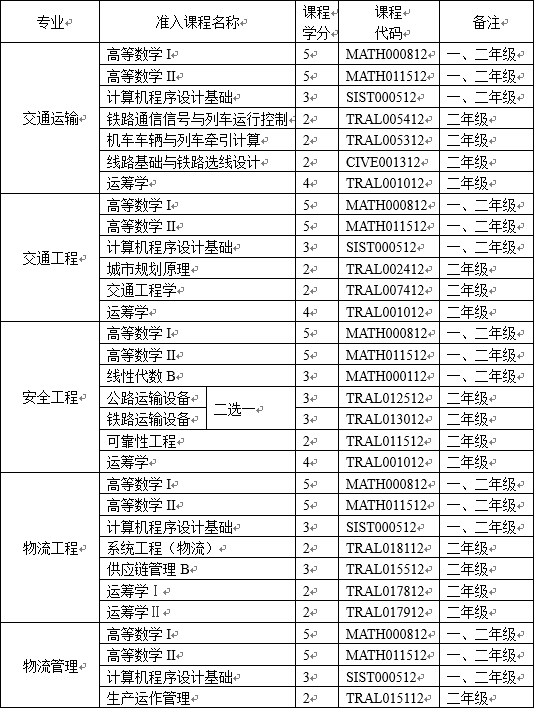 专业 准入课程名称 课程学分 课程代码 备注
交通运输 高等数学 I 5 MATH000812 一、二年级
高等数学 II 5 MATH011512 一、二年级
计算机程序设计基础 3 SIST000512 一、二年级
铁路通信信号与列车运行控制 2 TRAL005412 二年级
机车车辆与列车牵引计算 2 TRAL005312 二年级
线路基础与铁路选线设计 2 CIVE001312 二年级
运筹学 4 TRAL001012 二年级
交通工程 高等数学 I 5 MATH000812 一、二年级
高等数学 II 5 MATH011512 一、二年级
计算机程序设计基础 3 SIST000512 一、二年级
城市规划原理 2 TRAL002412 二年级
交通工程学 2 TRAL007412 二年级
运筹学 4 TRAL001012 二年级
安全工程 高等数学 I 5 MATH000812 一、二年级
高等数学 II 5 MATH011512 一、二年级
线性代数 B 3 MATH000112 一、二年级
公路运输设备 二选一 3 TRAL012512 二年级
铁路运输设备 3 TRAL013012 二年级
可靠性工程 2 TRAL011512 二年级
运筹学 4 TRAL001012 二年级
物流工程 高等数学 I 5 MATH000812 一、二年级
高等数学 II 5 MATH011512 一、二年级
计算机程序设计基础 3 SIST000512 一、二年级
系统工程（物流） 2 TRAL018112 二年级
供应链管理 B 3 TRAL015512 二年级
运筹学Ⅰ 2 TRAL017812 二年级
运筹学Ⅱ 2 TRAL017912 二年级
物流管理 高等数学 I 5 MATH000812 一、二年级
高等数学 II 5 MATH011512 一、二年级
计算机程序设计基础 3 SIST000512 一、二年级
生产运作管理 2 TRAL015112 二年级